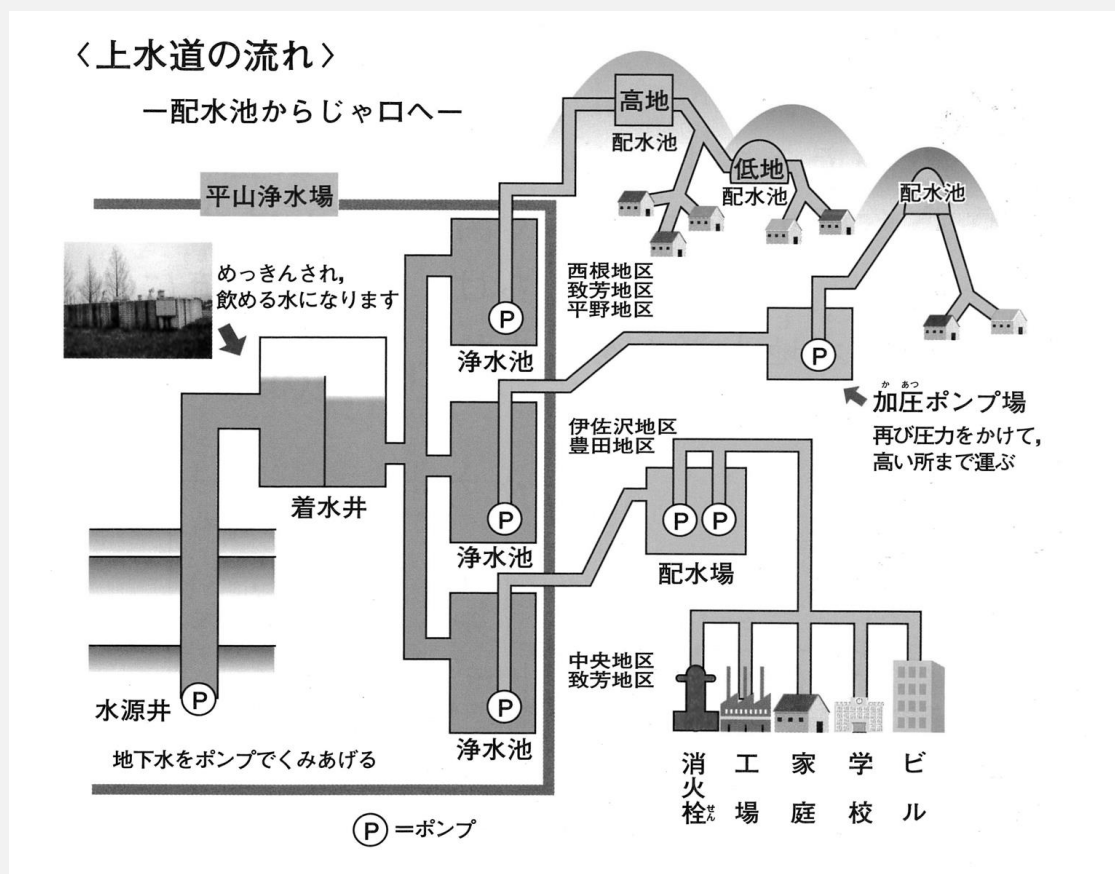 〈上水道の流れ〉
ー配水池からじゃ口へー
平山浄水場
めっきんされ,
飲める水になります
着水井
水源井
P
地下水をポンプでくみあげる
P
浄水池
P
浄水池
P
浄水池
高地
配水池
低地
配水池
西根地区
致芳地区
平野地区
配水池
P
加圧ポンプ場
か あつ
再び圧力をかけて,
高い所まで運ぶ
伊佐沢地区
豊田地区
P P
配水場
中央地区
致芳地区
消火栓
せん
工場
家庭
学校
ビル
P=ポンプ